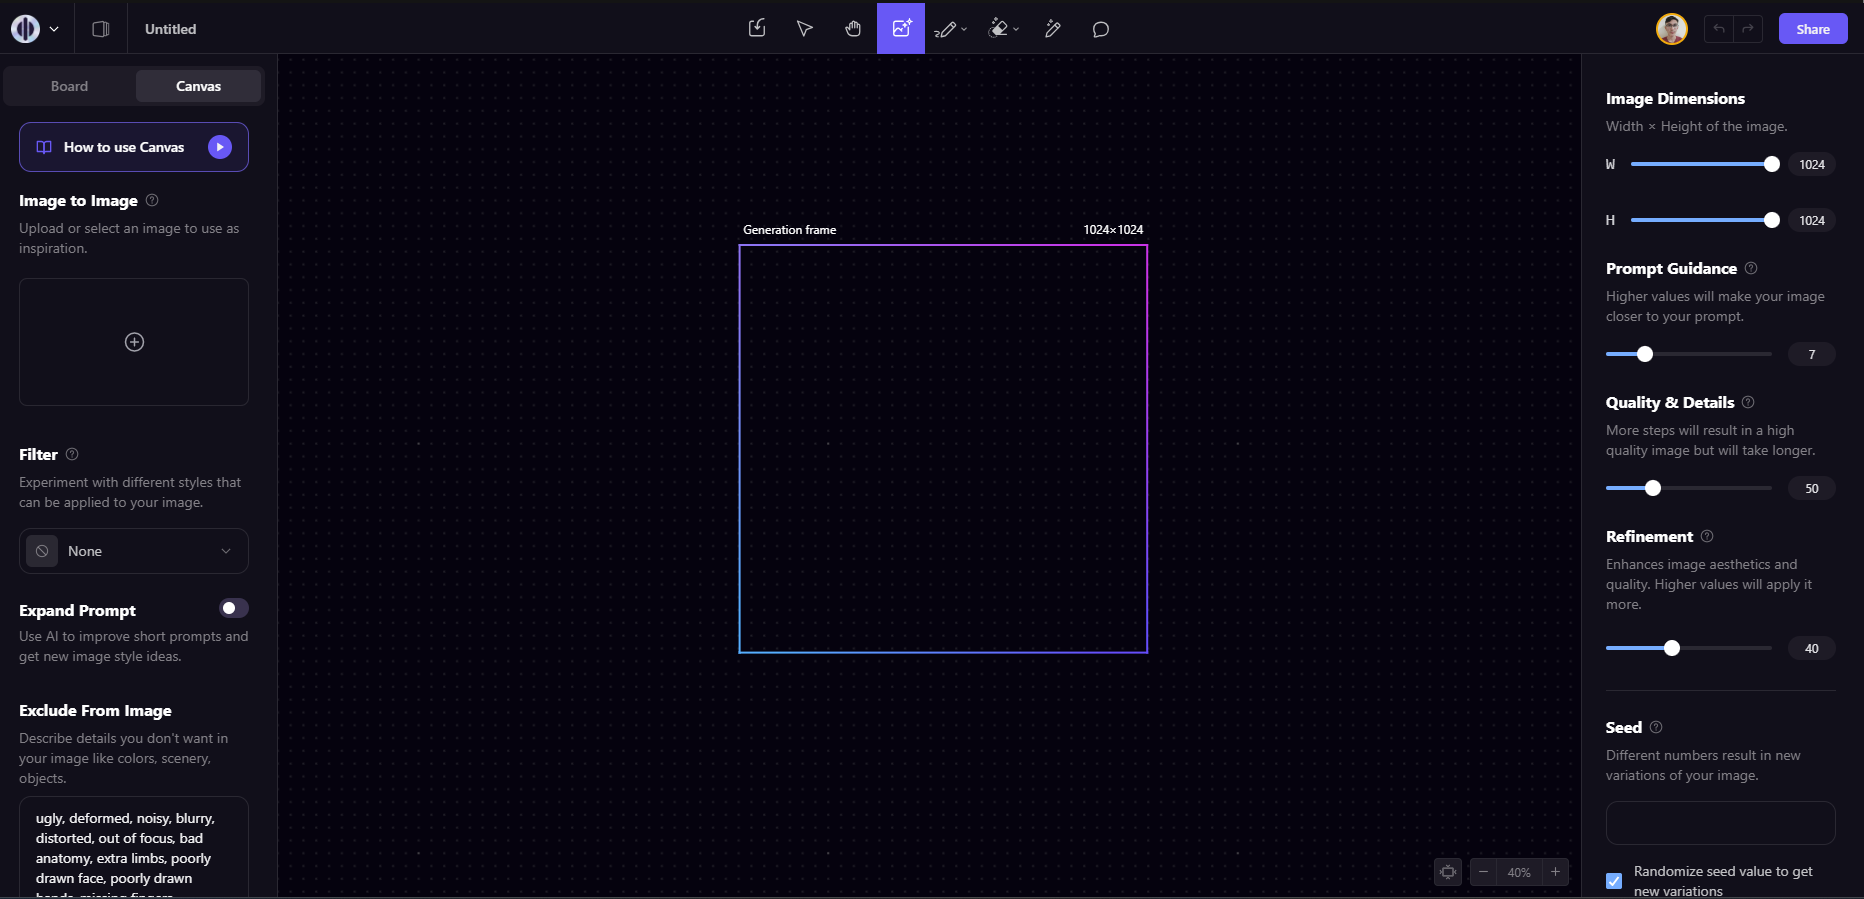 Untitled
Share
Board
Canvas
How to use Canvas
Image to Image
Upload or select an image to use as
inspiration.
Filter
Experiment with different styles that
can be applied to your image.
None
Expand Prompt
Use AI to improve short prompts and
get new image style ideas.
Exclude From Image
Describe details you don't want in
your image like colors, scenery,
objects.
ugly, deformed, noisy, blurry,
distorted, out of focus, bad
anatomy, extra limbs, poorly
drawn face, poorly drawn
hands, missing fingers
Generation frame
1024×1024
40%
Image Dimensions
Width × Height of the image.
W
1024
H
1024
Prompt Guidance
Higher values will make your image
closer to your prompt.
7
Quality & Details
More steps will result in a high
quality image but will take longer.
50
Refinement
Enhances image aesthetics and
quality. Higher values will apply it
more.
40
Seed
Different numbers result in new
variations of your image.
Randomize seed value to get
new variations